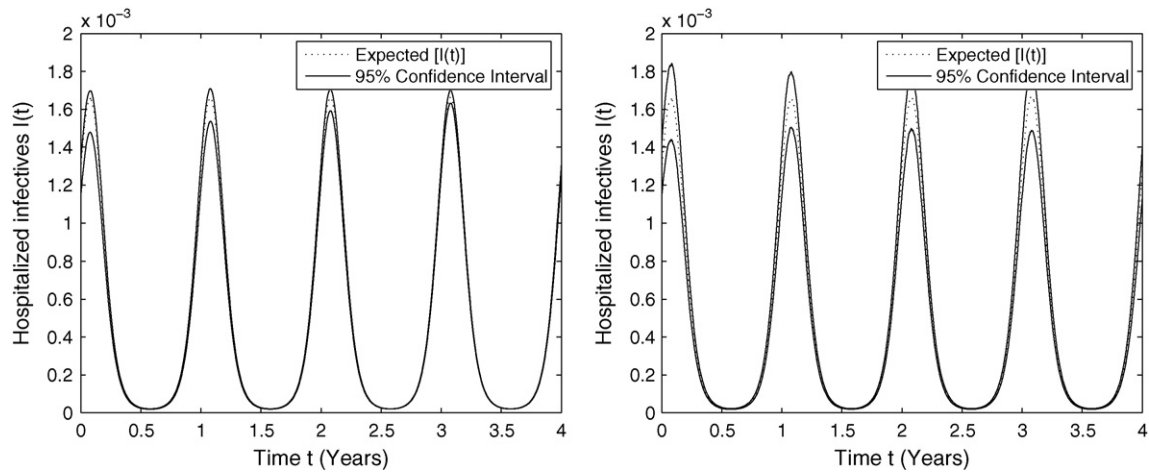 x 10⁻³
2
1.8
1.6
1.4
1.2
1
0.8
0.6
0.4
0.2
0
Hospitalized infectives I(t)
Expected [I(t)]
95% Confidence Interval
0 0.5 1 1.5 2 2.5 3 3.5 4
Time t (Years)
x 10⁻³
2
1.8
1.6
1.4
1.2
1
0.8
0.6
0.4
0.2
0
Hospitalized infectives I(t)
Expected [I(t)]
95% Confidence Interval
0 0.5 1 1.5 2 2.5 3 3.5 4
Time t (Years)